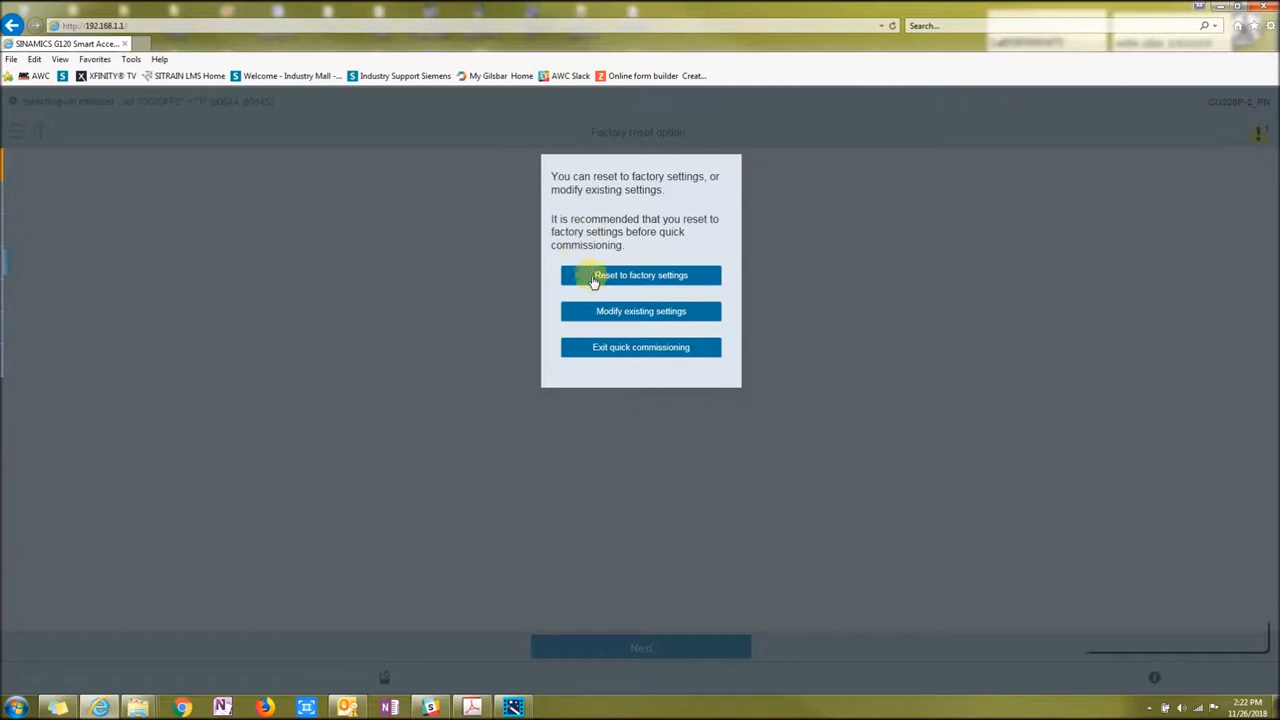 http://192.168.1.1/
Search...
SINAMICS G120 Smart Acce...
File Edit View Favorites Tools Help
AWC XFINITY® TV SITRAIN LMS Home Welcome - Industry Mall -... Industry Support Siemens My Gilsbar Home AWC Slack Online form builder Creat...
CU230P-2_PN
Factory reset option
You can reset to factory settings, or
modify existing settings.
It is recommended that you reset to
factory settings before quick
commissioning.
Reset to factory settings
Modify existing settings
Exit quick commissioning
Next
2:22 PM
11/26/2018